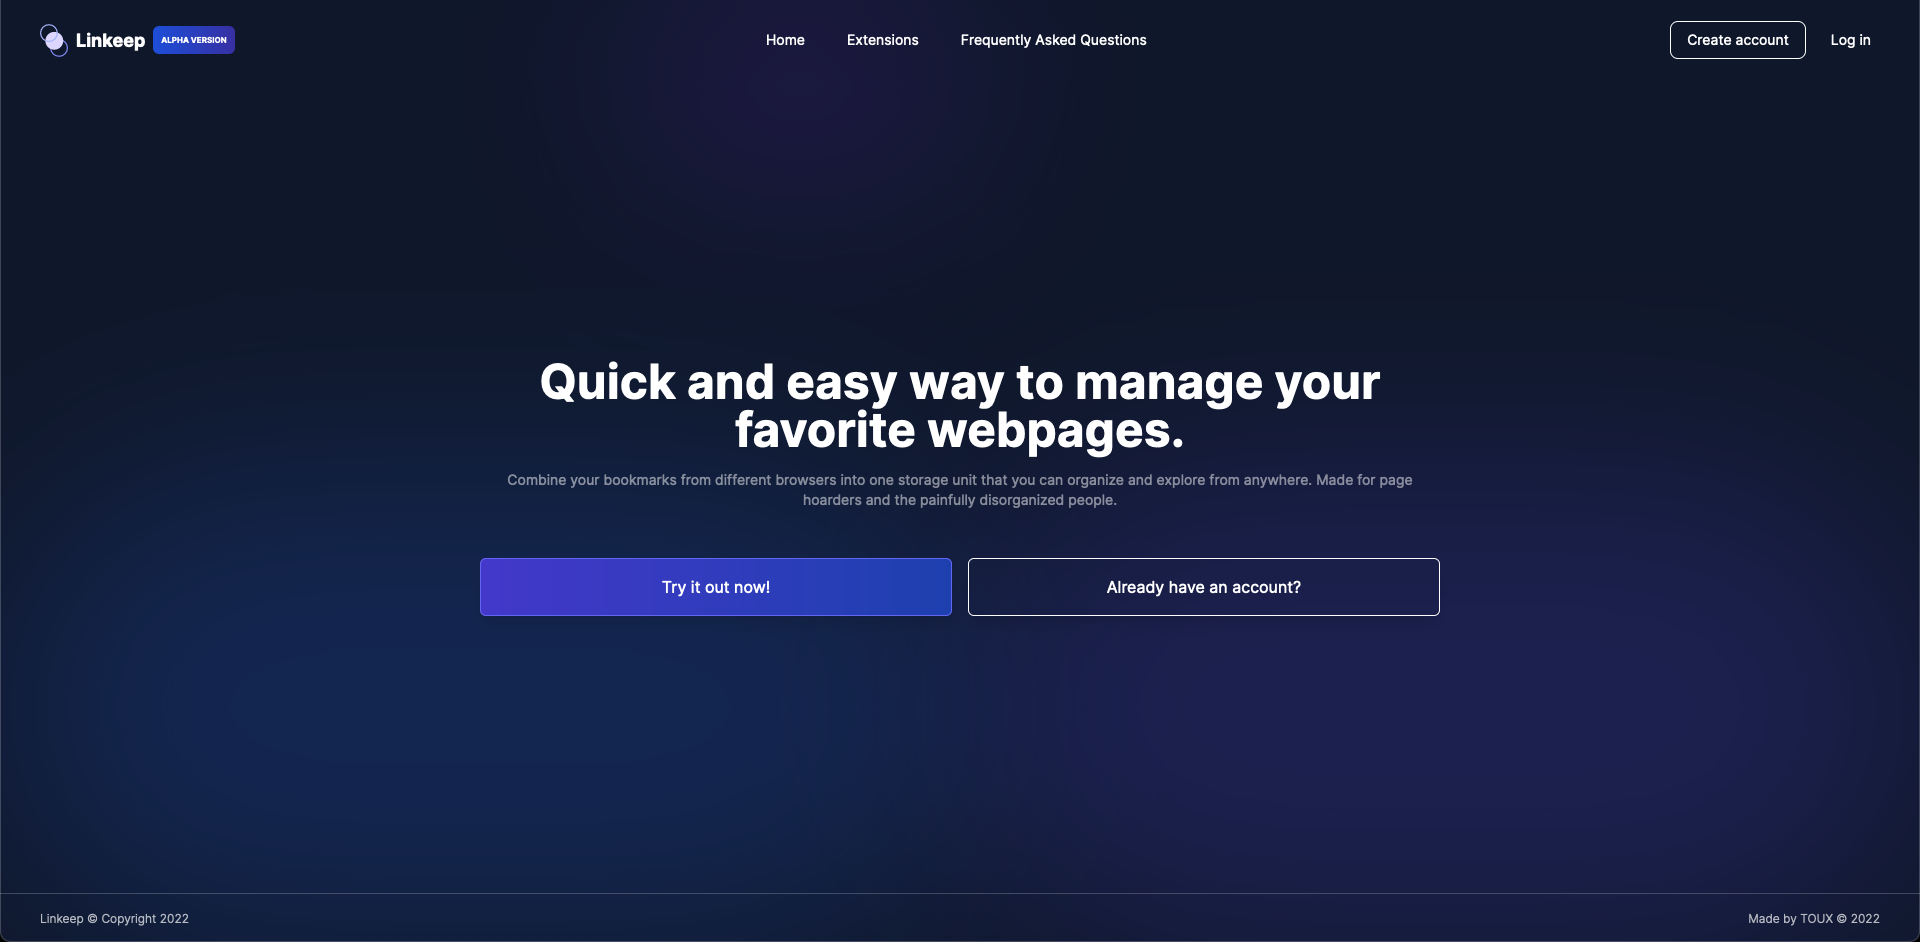 Linkeep ALPHA VERSION
Home Extensions Frequently Asked Questions
Create account Log in
Quick and easy way to manage your
favorite webpages.
Combine your bookmarks from different browsers into one storage unit that you can organize and explore from anywhere. Made for page
hoarders and the painfully disorganized people.
Try it out now!
Already have an account?
Linkeep © Copyright 2022
Made by TOUX © 2022